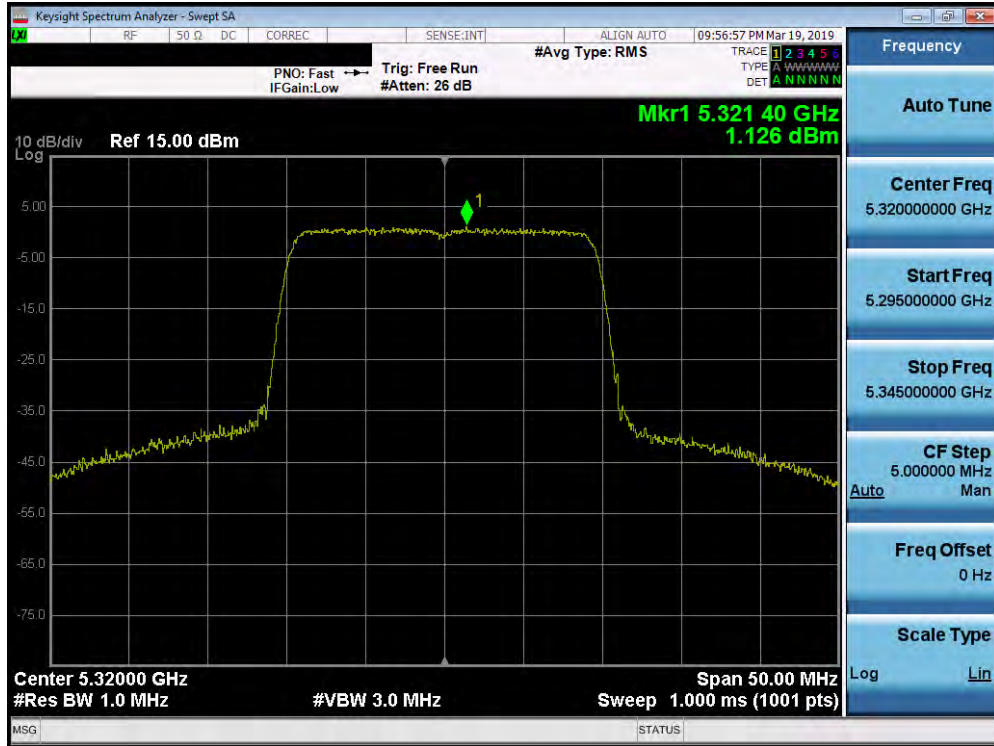 Keysight Spectrum Analyzer - Swept SA
LXI RF 50 Ω DC CORREC SENSE:INT ALIGN AUTO 09:56:57 PM Mar 19, 2019
#Avg Type: RMS
TRACE 1 2 3 4 5 6
TYPE A WWWWW
DET A N N N N N
PNO: Fast Trig: Free Run
IFGain:Low #Atten: 26 dB
Mkr1 5.321 40 GHz
1.126 dBm
10 dB/div Ref 15.00 dBm
Log
1
5.00
-5.00
-15.0
-25.0
-35.0
-45.0
-55.0
-65.0
-75.0
Center 5.32000 GHz Span 50.00 MHz
#Res BW 1.0 MHz #VBW 3.0 MHz Sweep 1.000 ms (1001 pts)
MSG STATUS
Frequency
Auto Tune
Center Freq
5.320000000 GHz
Start Freq
5.295000000 GHz
Stop Freq
5.345000000 GHz
CF Step
5.000000 MHz
Auto Man
Freq Offset
0 Hz
Scale Type
Log Lin